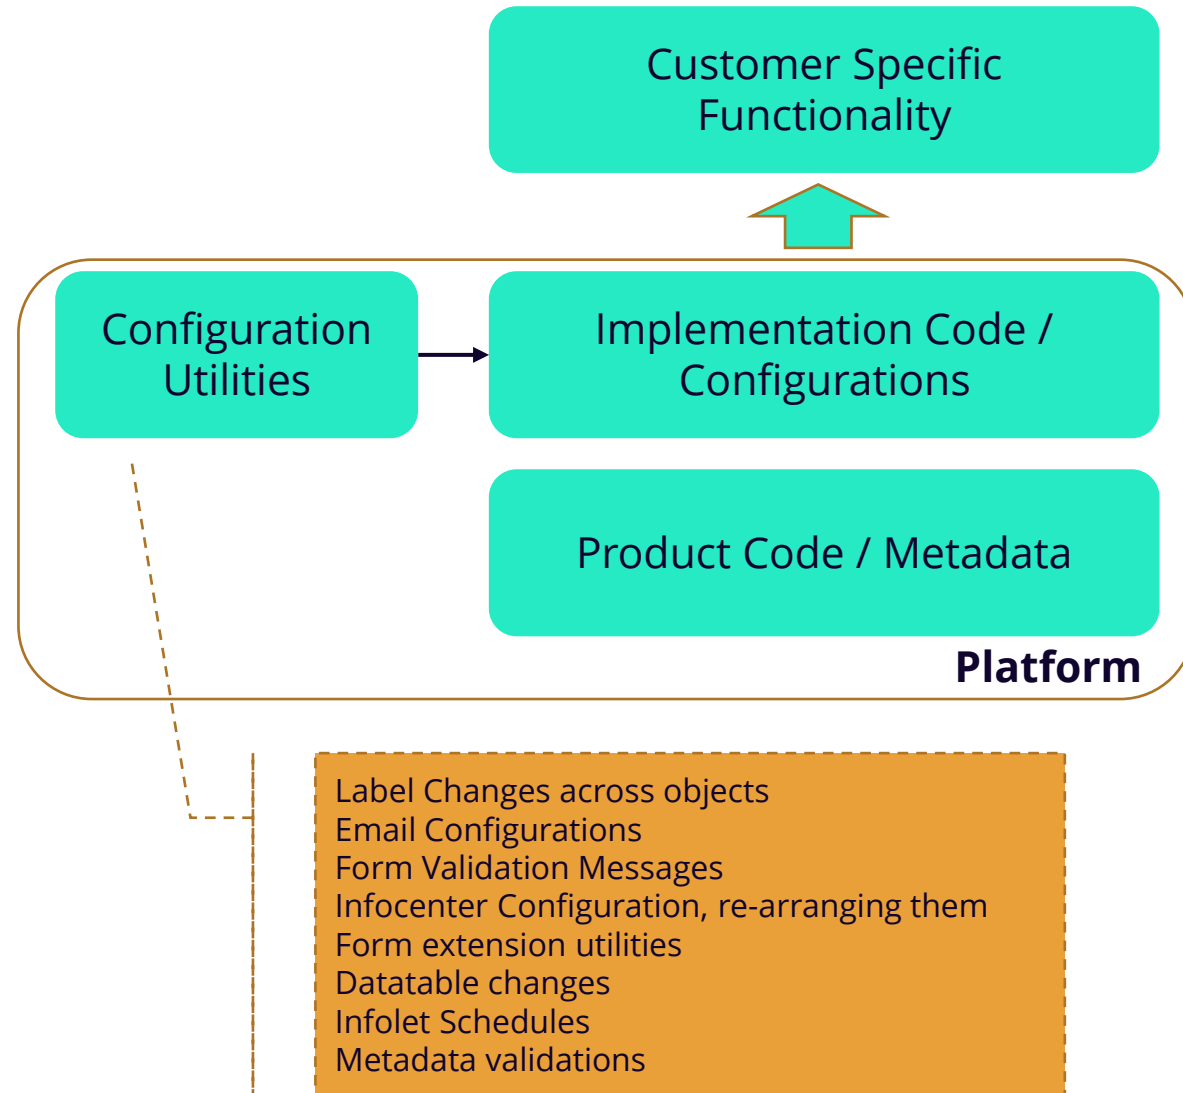 Customer Specific
Functionality
Configuration
Utilities
Implementation Code /
Configurations
Product Code / Metadata
Platform
Label Changes across objects
Email Configurations
Form Validation Messages
Infocenter Configuration, re-arranging them
Form extension utilities
Datatable changes
Infolet Schedules
Metadata validations